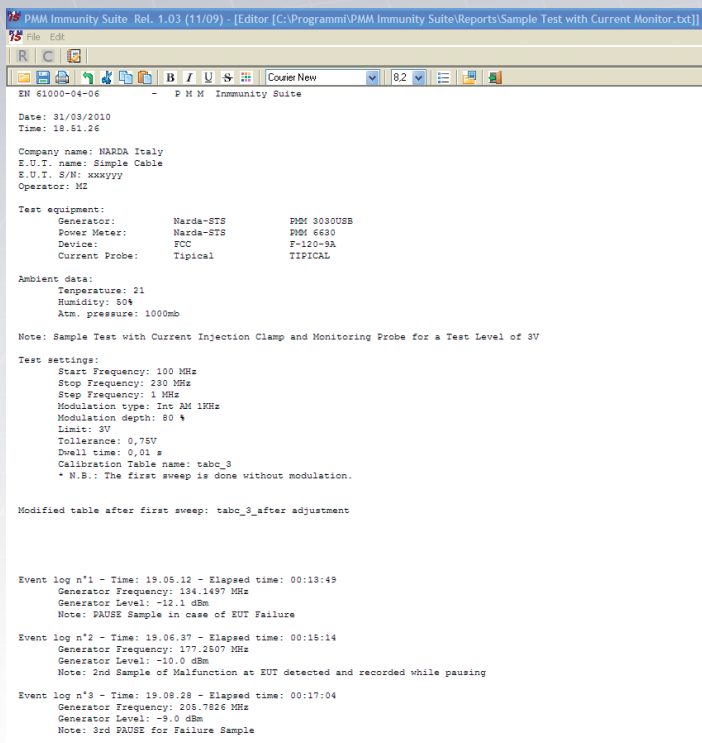 PMM Immunity Suite Rel. 1.03 (11/09) - [Editor [C:\Programmi\PMM Immunity Suite\Reports\Sample Test with Current Monitor.txt]]
File Edit
R C
B I U S Courier New 8,2
EN 61000-04-06 - P M M Inmmunity Suite
Date: 31/03/2010
Time: 18.51.26
Company name: NARDA Italy
E.U.T. name: Simple Cable
E.U.T. S/N: xxxyyy
Operator: MZ
Test equipment:
Generator: Narda-STS PMM 3030USB
Power Meter: Narda-STS PMM 6630
Device: FCC F-120-9A
Current Probe: Tipical TIPICAL
Ambient data:
Temperature: 21
Humidity: 50%
Atm. pressure: 1000mb
Note: Sample Test with Current Injection Clamp and Monitoring Probe for a Test Level of 3V
Test settings:
Start Frequency: 100 MHz
Stop Frequency: 230 MHz
Step Frequency: 1 MHz
Modulation type: Int AM 1KHz
Modulation depth: 80 %
Limit: 3V
Tollerance: 0,75V
Dwell time: 0,01 s
Calibration Table name: tabc_3
* N.B.: The first sweep is done without modulation.
Modified table after first sweep: tabc_3_after adjustment
Event log n°1 - Time: 19.05.12 - Elapsed time: 00:13:49
Generator Frequency: 134.1497 MHz
Generator Level: -12.1 dBm
Note: PAUSE Sample in case of EUT Failure
Event log n°2 - Time: 19.06.37 - Elapsed time: 00:15:14
Generator Frequency: 177.2507 MHz
Generator Level: -10.0 dBm
Note: 2nd Sample of Malfunction at EUT detected and recorded while pausing
Event log n°3 - Time: 19.08.28 - Elapsed time: 00:17:04
Generator Frequency: 205.7826 MHz
Generator Level: -9.0 dBm
Note: 3rd PAUSE for Failure Sample